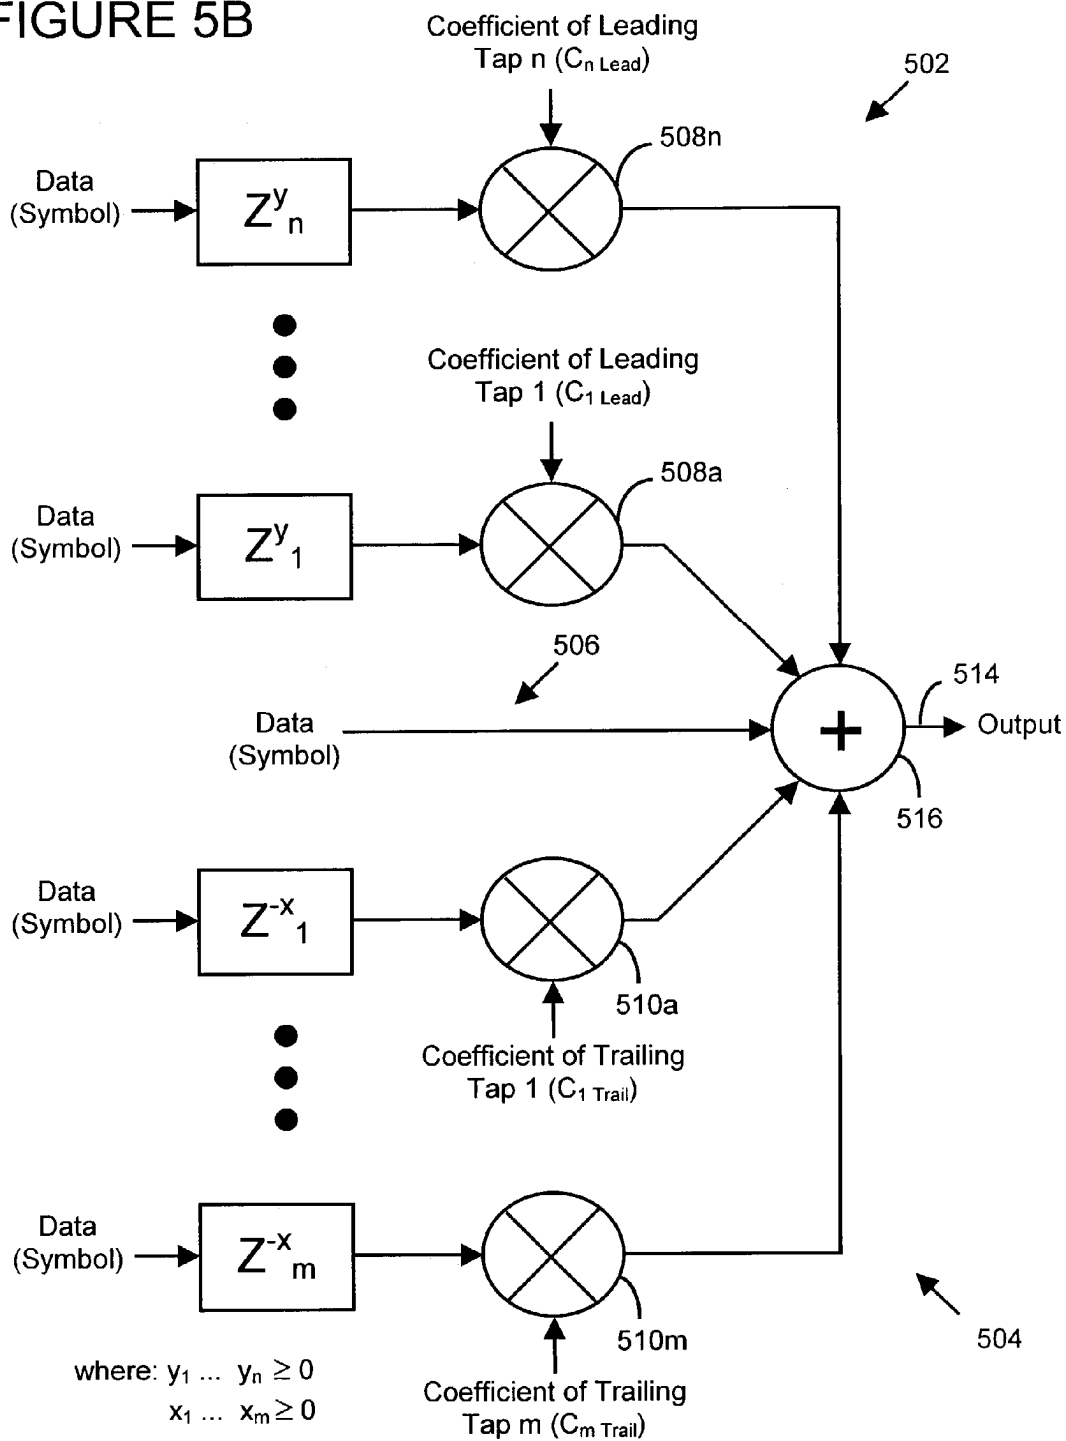 FIGURE 5B
Coefficient of Leading
Tap n (Cn Lead)
502
508n
Data
(Symbol)
Zyn
Coefficient of Leading
Tap 1 (C1 Lead)
508a
Data
(Symbol)
Zy1
506
514
Data
(Symbol)
+
Output
516
Data
(Symbol)
Z-x1
510a
Coefficient of Trailing
Tap 1 (C1 Trail)
Data
(Symbol)
Z-xm
510m
504
where: y1 ... yn ≥ 0
x1 ... xm ≥ 0
Coefficient of Trailing
Tap m (Cm Trail)